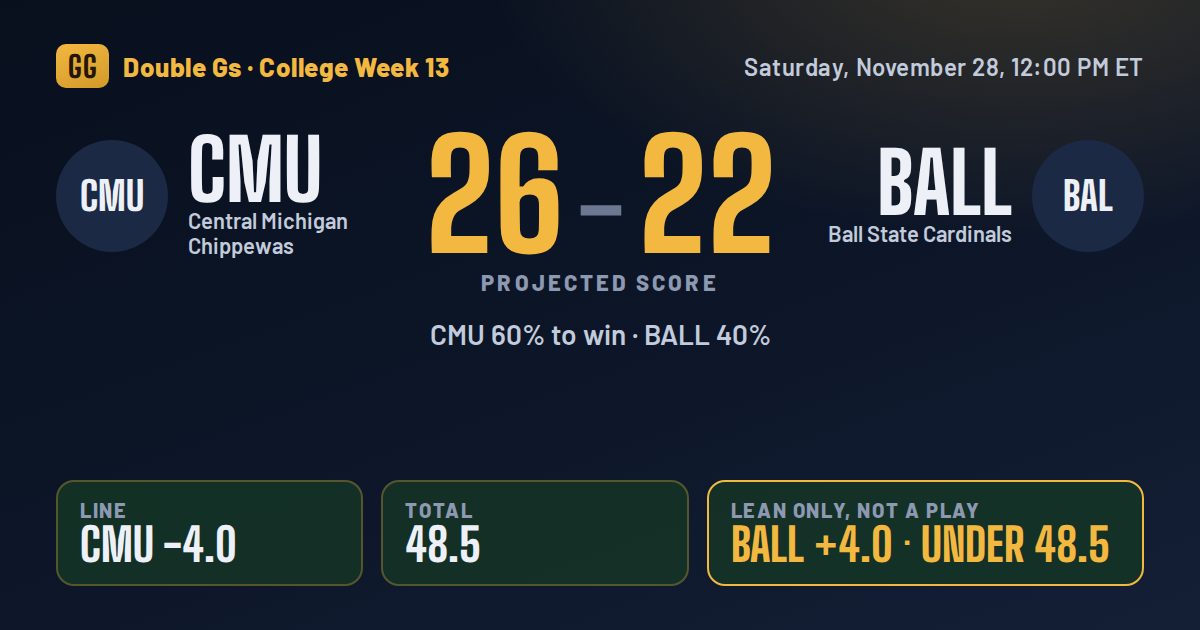 GG Double Gs · College Week 13
Saturday, November 28, 12:00 PM ET
CMU
CMU
Central Michigan
Chippewas
26 – 22
PROJECTED SCORE
CMU 60% to win · BALL 40%
BALL
Ball State Cardinals
BAL
LINE
CMU −4.0
TOTAL
48.5
LEAN ONLY, NOT A PLAY
BALL +4.0 · UNDER 48.5